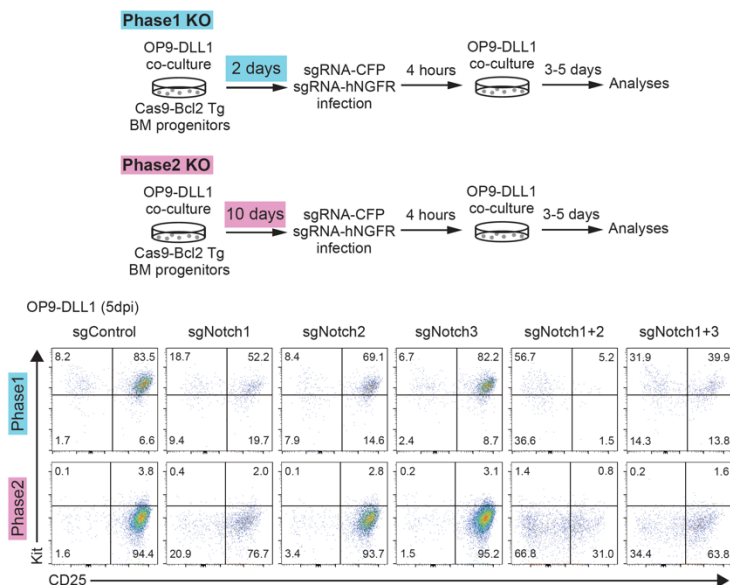 Phase1 KO
OP9-DLL1
co-culture
Cas9-Bcl2 Tg
BM progenitors
2 days
sgRNA-CFP
sgRNA-hNGFR
infection
4 hours
OP9-DLL1
co-culture
3-5 days
Analyses
Phase2 KO
OP9-DLL1
co-culture
Cas9-Bcl2 Tg
BM progenitors
10 days
sgRNA-CFP
sgRNA-hNGFR
infection
4 hours
OP9-DLL1
co-culture
3-5 days
Analyses
OP9-DLL1 (5dpi)
sgControl sgNotch1 sgNotch2 sgNotch3 sgNotch1+2 sgNotch1+3
Phase1
8.2 83.5 18.7 52.2 8.4 69.1 6.7 82.2 56.7 5.2 31.9 39.9
1.7 6.6 9.4 19.7 7.9 14.6 2.4 8.7 36.6 1.5 14.3 13.8
Phase2
0.1 3.8 0.4 2.0 0.1 2.8 0.2 3.1 1.4 0.8 0.2 1.6
1.6 94.4 20.9 76.7 3.4 93.7 1.5 95.2 66.8 31.0 34.4 63.8
Kit
CD25